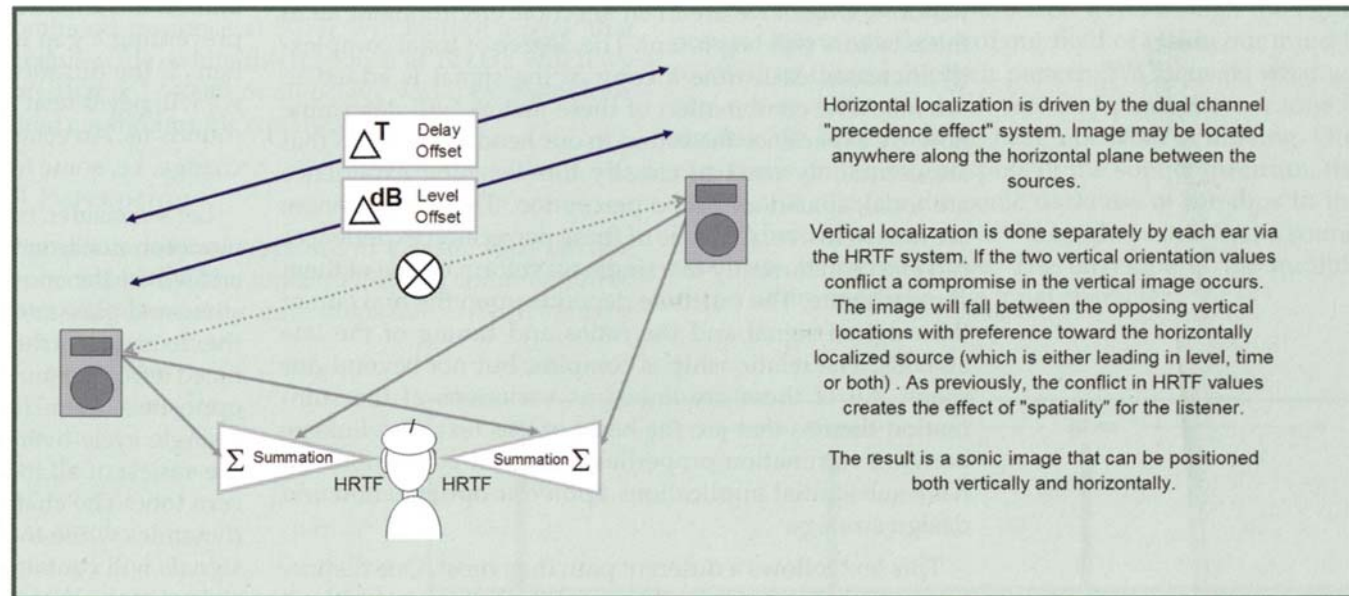 ΔT Delay
Offset
ΔdB Level
Offset
Σ Summation
Summation Σ
HRTF HRTF
Horizontal localization is driven by the dual channel
"precedence effect" system. Image may be located
anywhere along the horizontal plane between the
sources.
Vertical localization is done separately by each ear via
the HRTF system. If the two vertical orientation values
conflict a compromise in the vertical image occurs.
The image will fall between the opposing vertical
locations with preference toward the horizontally
localized source (which is either leading in level, time
or both) . As previously, the conflict in HRTF values
creates the effect of "spatiality" for the listener.
The result is a sonic image that can be positioned
both vertically and horizontally.